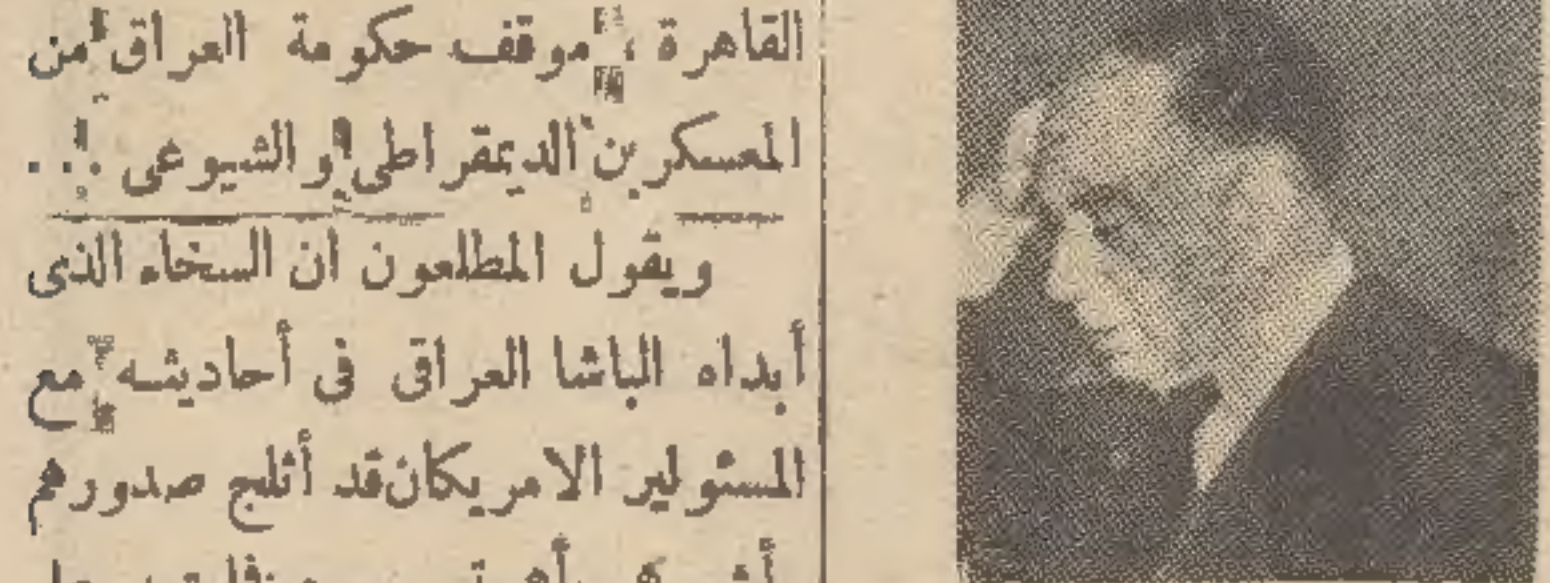 القاهرة ، موقف حكومة العراق من
المعسكرين الديمقراطى والشيوعى ! . .
ويقول المطلعون ان السخاء الذى
أبداه الباشا العراقى فى أحاديثه مع
المسئولين الامريكان قد أثلج صدورهم